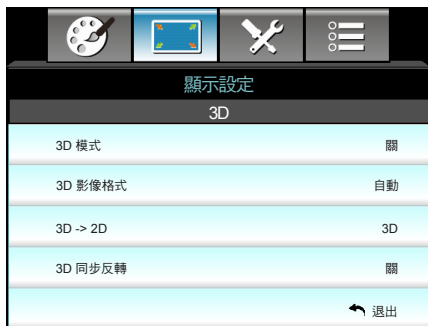 顯示設定
3D
3D 模式 關
3D 影像格式 自動
3D -> 2D 3D
3D 同步反轉 關
退出